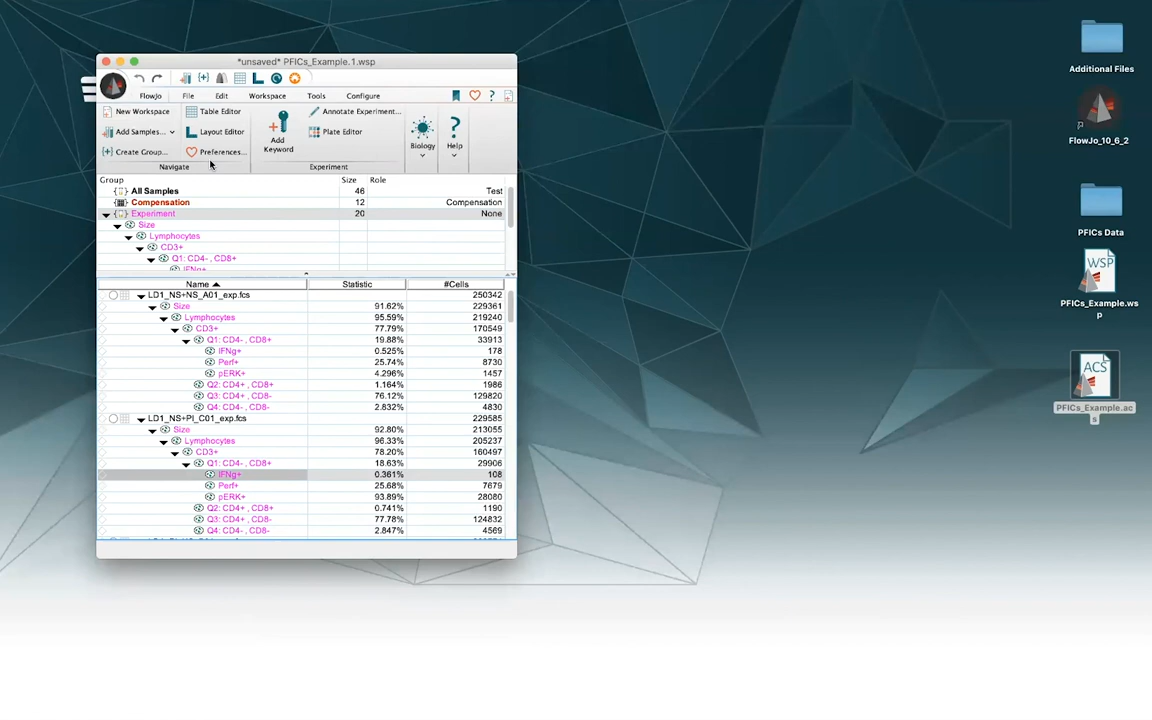 *unsaved* PFICs_Example.1.wsp
FlowJo File Edit Workspace Tools Configure
New Workspace Table Editor Annotate Experiment...
Add Samples... Layout Editor Add Keyword Plate Editor Biology Help
Create Group... Preferences...
Navigate Experiment
Group Size Role
All Samples 46 Test
Compensation 12 Compensation
Experiment 20 None
Size
Lymphocytes
CD3+
Q1: CD4- , CD8+
IFNg+
Name Statistic #Cells
LD1_NS+NS_A01_exp.fcs 250342
Size 91.62% 229361
Lymphocytes 95.59% 219240
CD3+ 77.79% 170549
Q1: CD4- , CD8+ 19.88% 33913
IFNg+ 0.525% 178
Perf+ 25.74% 8730
pERK+ 4.296% 1457
Q2: CD4+ , CD8+ 1.164% 1986
Q3: CD4+ , CD8- 76.12% 129820
Q4: CD4- , CD8- 2.832% 4830
LD1_NS+PI_C01_exp.fcs 229585
Size 92.80% 213055
Lymphocytes 96.33% 205237
CD3+ 78.20% 160497
Q1: CD4- , CD8+ 18.63% 29906
IFNg+ 0.361% 108
Perf+ 25.68% 7679
pERK+ 93.89% 28080
Q2: CD4+ , CD8+ 0.741% 1190
Q3: CD4+ , CD8- 77.78% 124832
Q4: CD4- , CD8- 2.847% 4569
Additional Files
FlowJo_10_6_2
PFICs Data
WSP
PFICs_Example.ws
p
ACS
PFICs_Example.ac
s